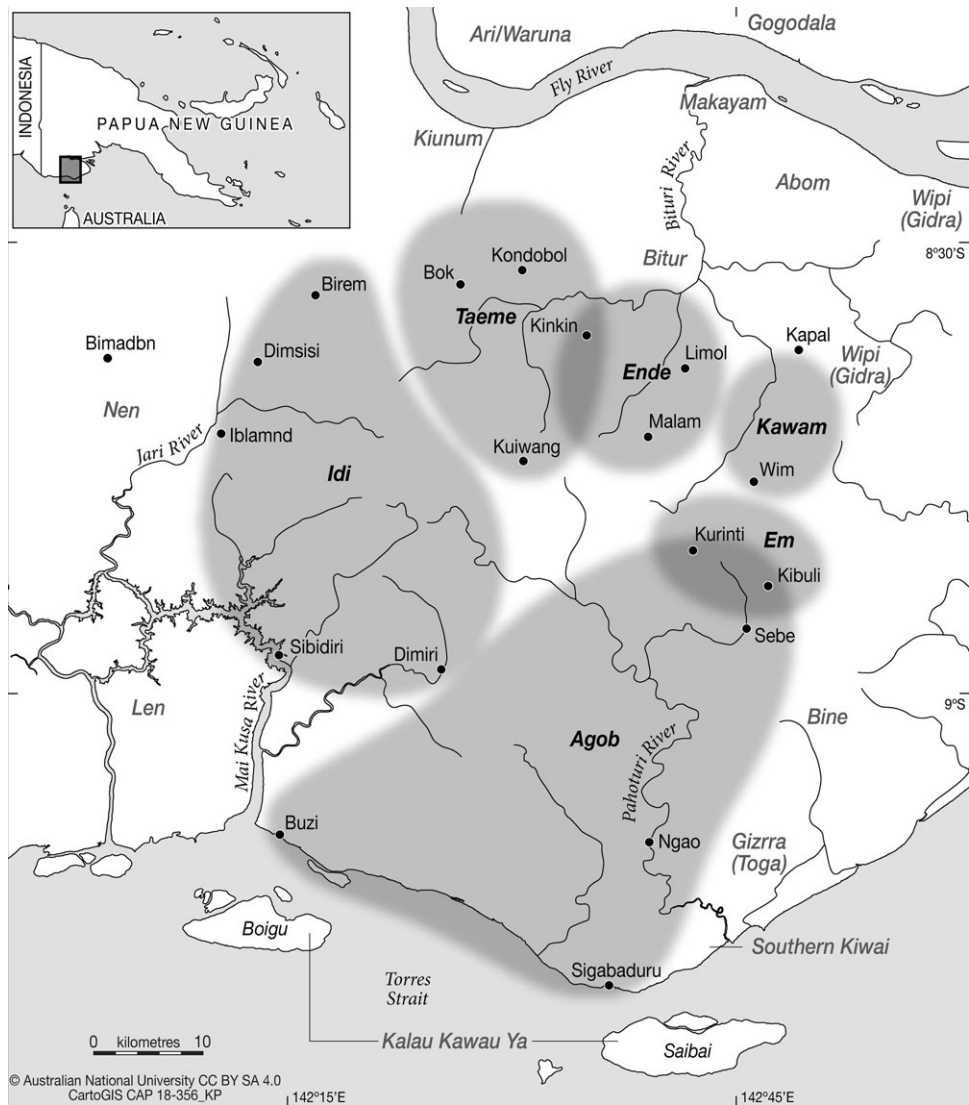 INDONESIA
PAPUA NEW GUINEA
AUSTRALIA
Ari/Waruna
Gogodala
Fly River
Makayam
Kiunum
Bituri River
Abom
Wipi
(Gidra)
8°30'S
Bitur
Kondobol
Bok
Birem
Taeme
Kinkin
Kapal
Bimadbn
Dimsisi
Ende
Limol
Wipi
(Gidra)
Nen
Iblamnd
Malam
Kawam
Jari River
Kuiwang
Idi
Wim
Kurinti
Em
Kibuli
Sebe
Sibidiri
Dimiri
9°S
Len
Mai Kusa River
Agob
Bine
Pahoturi River
Buzi
Ngao
Gizrra
(Toga)
Boigu
Southern Kiwai
Sigabaduru
Torres
Strait
0 kilometres 10
Kalau Kawau Ya
Saibai
© Australian National University CC BY SA 4.0
CartoGIS CAP 18-356_KP
142°15'E
142°45'E